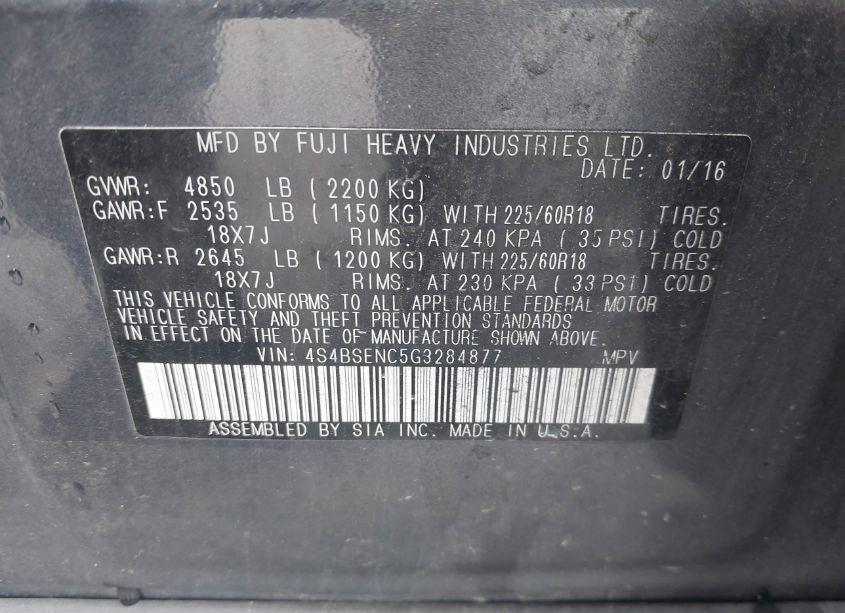 MFD BY FUJI HEAVY INDUSTRIES LTD.
DATE: 01/16
GVWR: 4850 LB ( 2200 KG)
GAWR:F 2535 LB ( 1150 KG) WITH 225/60R18 TIRES.
18X7J RIMS. AT 240 KPA ( 35 PSI) COLD
GAWR:R 2645 LB ( 1200 KG) WITH 225/60R18 TIRES.
18X7J RIMS. AT 230 KPA ( 33 PSI) COLD
THIS VEHICLE CONFORMS TO ALL APPLICABLE FEDERAL MOTOR
VEHICLE SAFETY AND THEFT PREVENTION STANDARDS
IN EFFECT ON THE DATE OF MANUFACTURE SHOWN ABOVE.
VIN: 4S4BSENC5G3284877 MPV
ASSEMBLED BY SIA INC. MADE IN U.S.A.